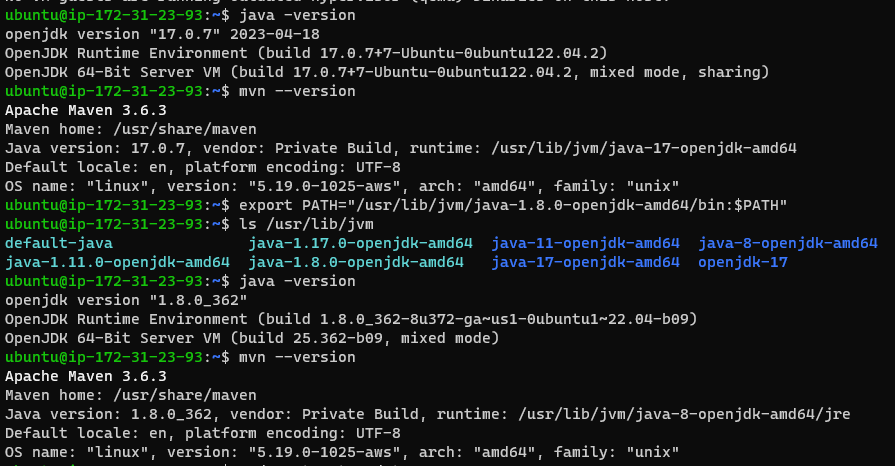 ubuntu@ip-172-31-23-93:~$ java -version
openjdk version "17.0.7" 2023-04-18
OpenJDK Runtime Environment (build 17.0.7+7-Ubuntu-0ubuntu122.04.2)
OpenJDK 64-Bit Server VM (build 17.0.7+7-Ubuntu-0ubuntu122.04.2, mixed mode, sharing)
ubuntu@ip-172-31-23-93:~$ mvn --version
Apache Maven 3.6.3
Maven home: /usr/share/maven
Java version: 17.0.7, vendor: Private Build, runtime: /usr/lib/jvm/java-17-openjdk-amd64
Default locale: en, platform encoding: UTF-8
OS name: "linux", version: "5.19.0-1025-aws", arch: "amd64", family: "unix"
ubuntu@ip-172-31-23-93:~$ export PATH="/usr/lib/jvm/java-1.8.0-openjdk-amd64/bin:$PATH"
ubuntu@ip-172-31-23-93:~$ ls /usr/lib/jvm
default-java java-1.17.0-openjdk-amd64 java-11-openjdk-amd64 java-8-openjdk-amd64
java-1.11.0-openjdk-amd64 java-1.8.0-openjdk-amd64 java-17-openjdk-amd64 openjdk-17
ubuntu@ip-172-31-23-93:~$ java -version
openjdk version "1.8.0_362"
OpenJDK Runtime Environment (build 1.8.0_362-8u372-ga~us1-0ubuntu1~22.04-b09)
OpenJDK 64-Bit Server VM (build 25.362-b09, mixed mode)
ubuntu@ip-172-31-23-93:~$ mvn --version
Apache Maven 3.6.3
Maven home: /usr/share/maven
Java version: 1.8.0_362, vendor: Private Build, runtime: /usr/lib/jvm/java-8-openjdk-amd64/jre
Default locale: en, platform encoding: UTF-8
OS name: "linux", version: "5.19.0-1025-aws", arch: "amd64", family: "unix"